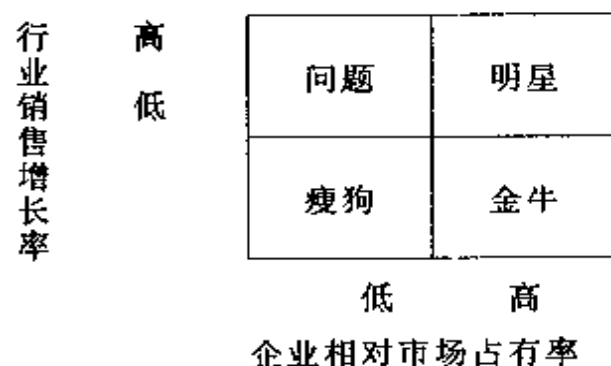 行业销售增长率
高
低
问题 明星
瘦狗 金牛
低 高
企业相对市场占有率